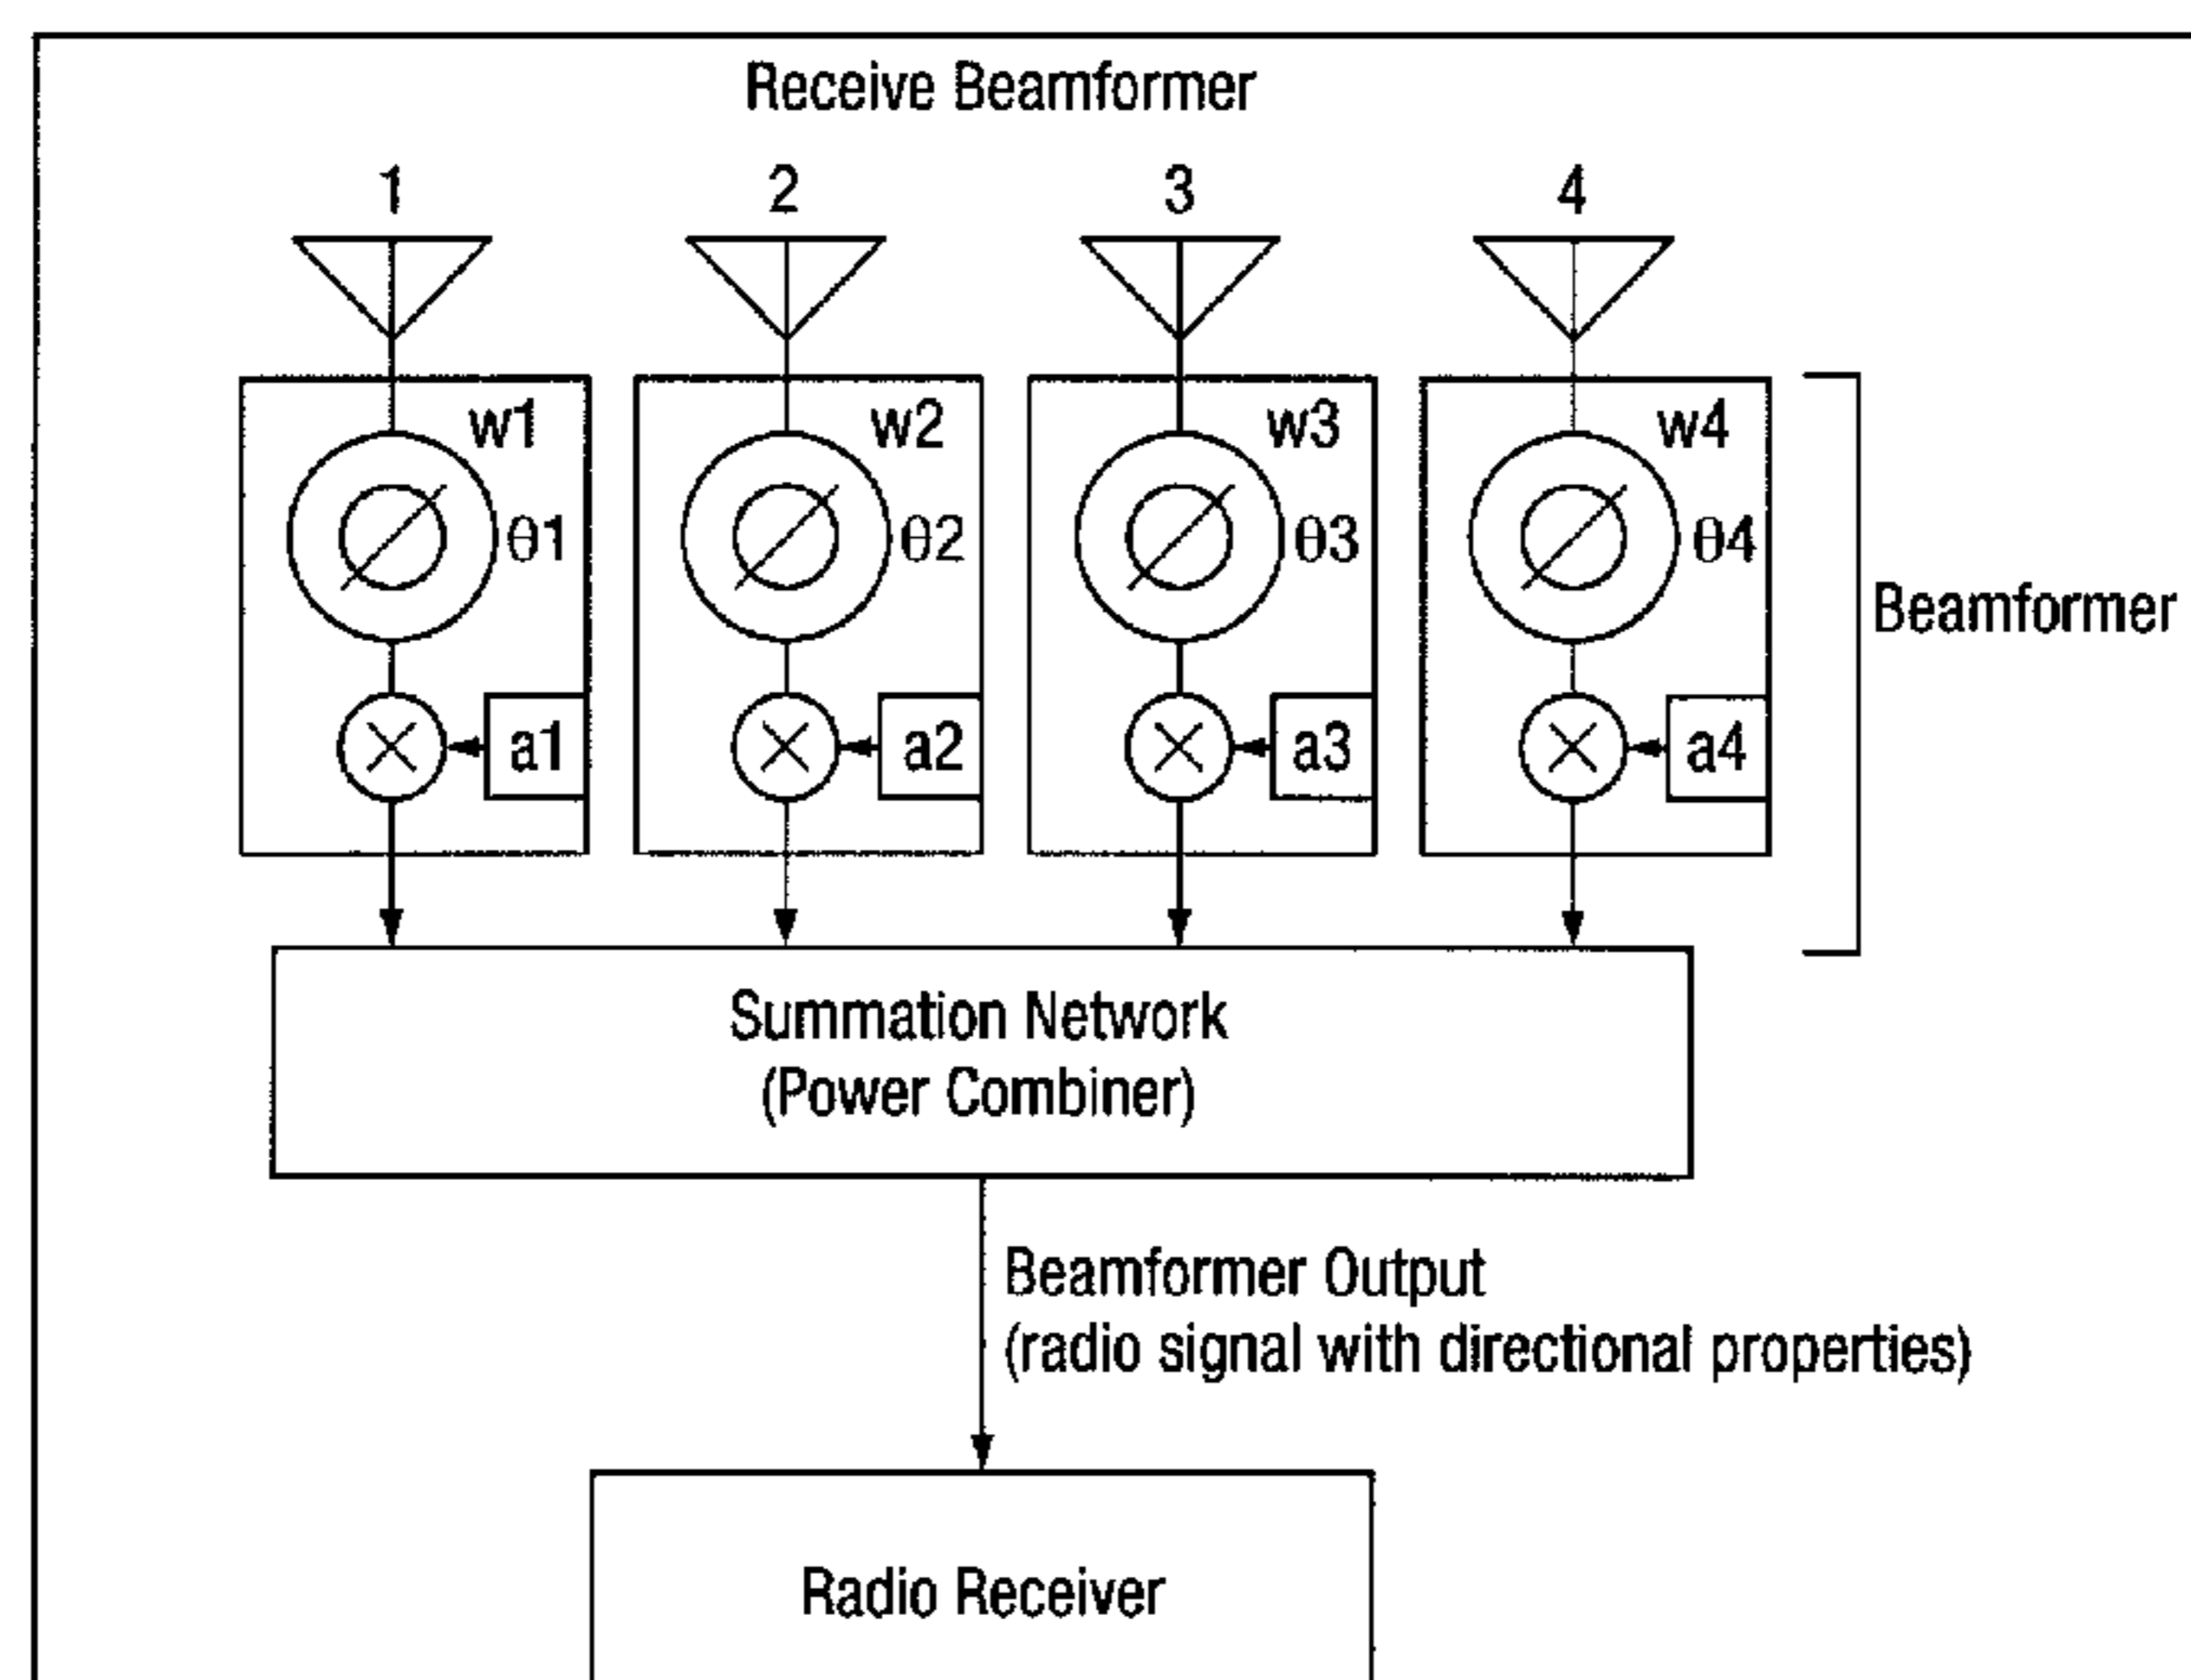 Receive Beamformer
1 2 3 4
w1 w2 w3 w4
θ1 θ2 θ3 θ4
Beamformer
a1 a2 a3 a4
Summation Network
(Power Combiner)
Beamformer Output
(radio signal with directional properties)
Radio Receiver